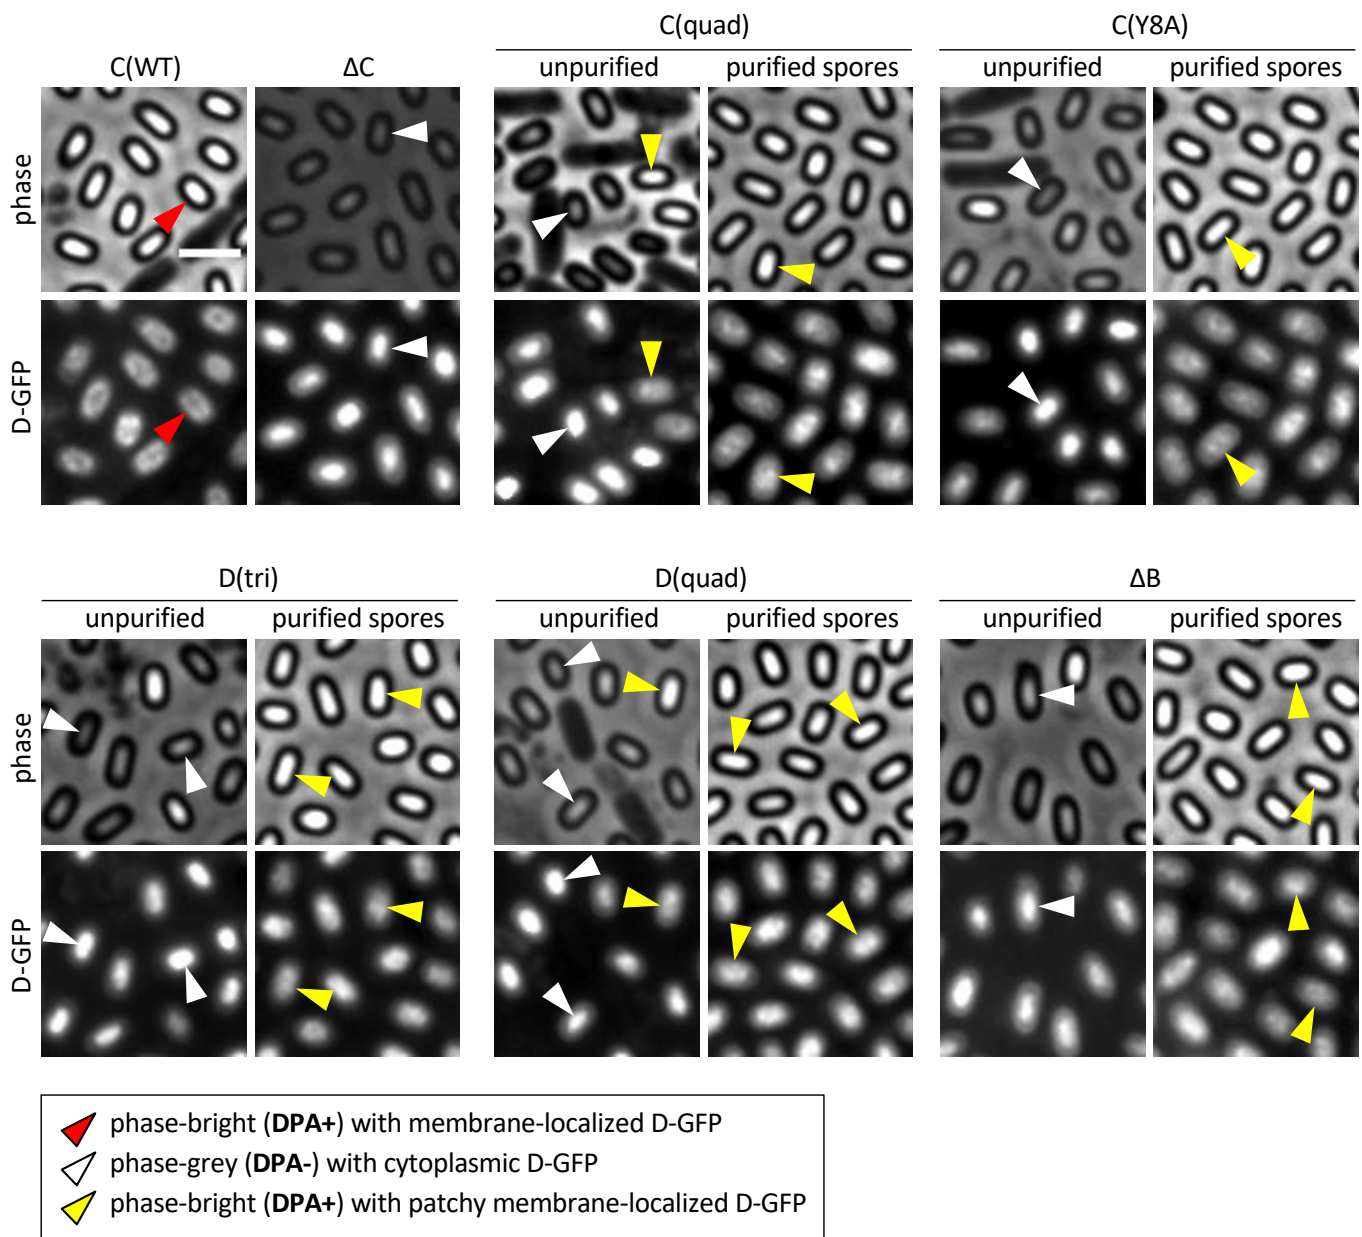 C(quad)
C(Y8A)
C(WT)
ΔC
unpurified
purified spores
unpurified
purified spores
phase
D-GFP
D(tri)
D(quad)
ΔB
unpurified
purified spores
unpurified
purified spores
unpurified
purified spores
phase
D-GFP
phase-bright (DPA+) with membrane-localized D-GFP
phase-grey (DPA-) with cytoplasmic D-GFP
phase-bright (DPA+) with patchy membrane-localized D-GFP